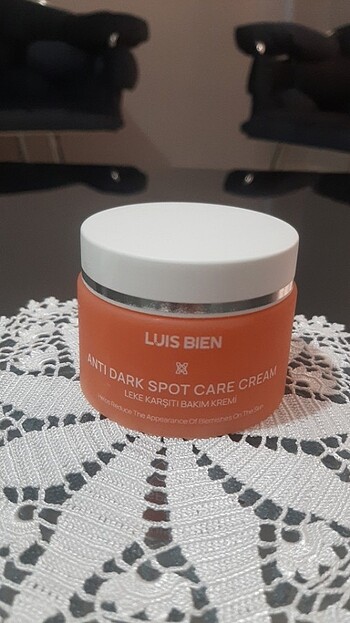 LUIS BIEN
ANTI DARK SPOT CARE CREAM
LEKE KARŞITI BAKIM KREMİ
Helps Reduce The Appearance Of Blemishes On The Skin